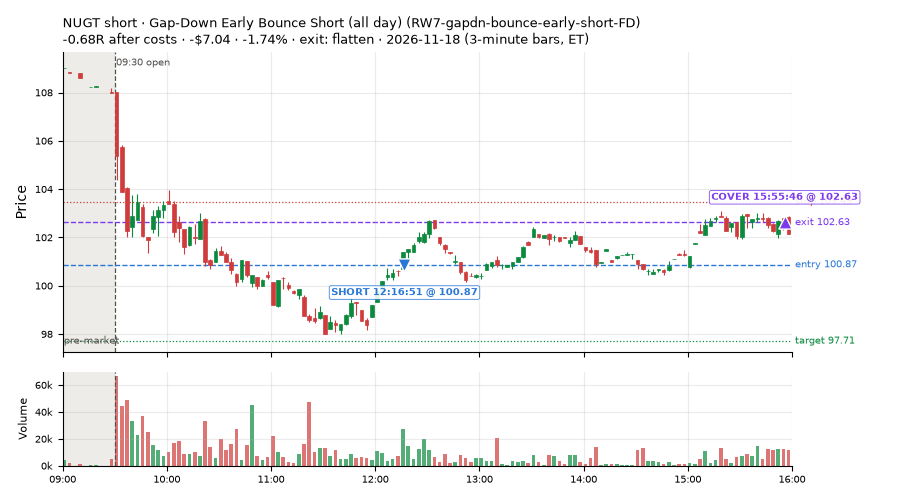 NUGT short · Gap-Down Early Bounce Short (all day) (RW7-gapdn-bounce-early-short-FD)
-0.68R after costs · -$7.04 · -1.74% · exit: flatten · 2026-11-18 (3-minute bars, ET)
09:30 open
108
106
104
102
100
98
Price
COVER 15:55:46 @ 102.63
exit 102.63
entry 100.87
SHORT 12:16:51 @ 100.87
pre-market
target 97.71
60k
40k
20k
0k
Volume
09:00
10:00
11:00
12:00
13:00
14:00
15:00
16:00